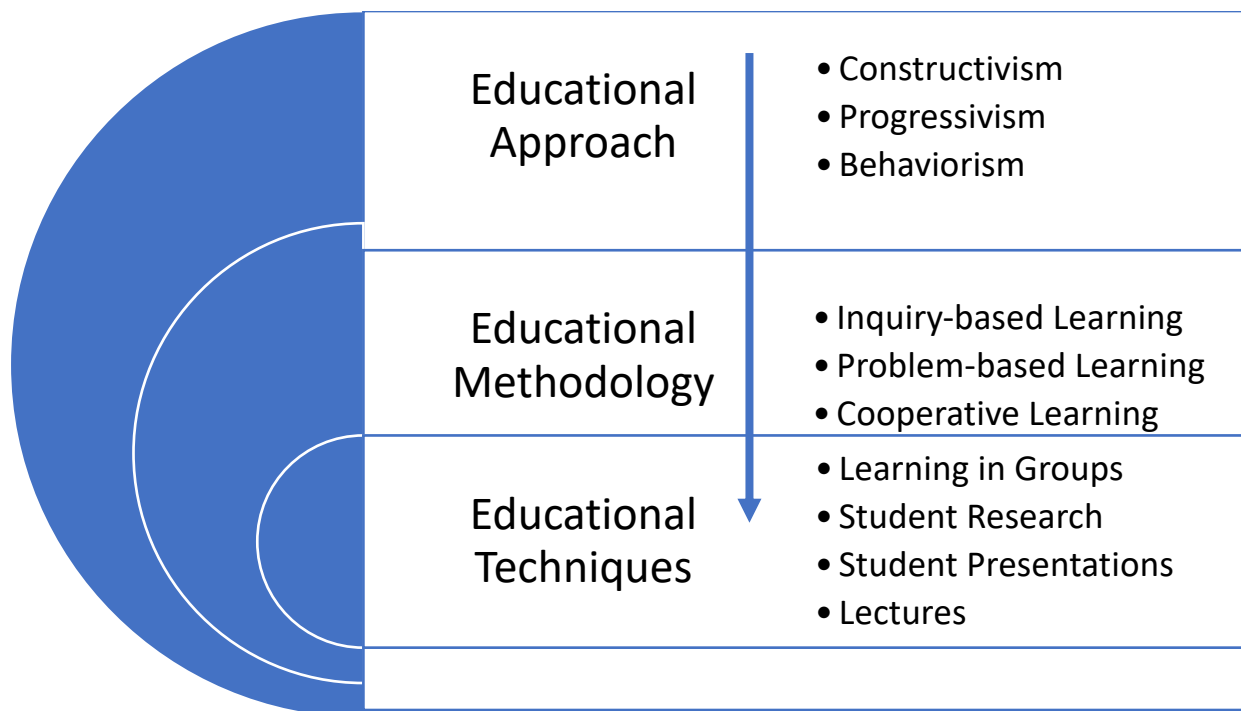 Educational
Approach
• Constructivism
• Progressivism
• Behaviorism
Educational
Methodology
• Inquiry-based Learning
• Problem-based Learning
• Cooperative Learning
Educational
Techniques
• Learning in Groups
• Student Research
• Student Presentations
• Lectures